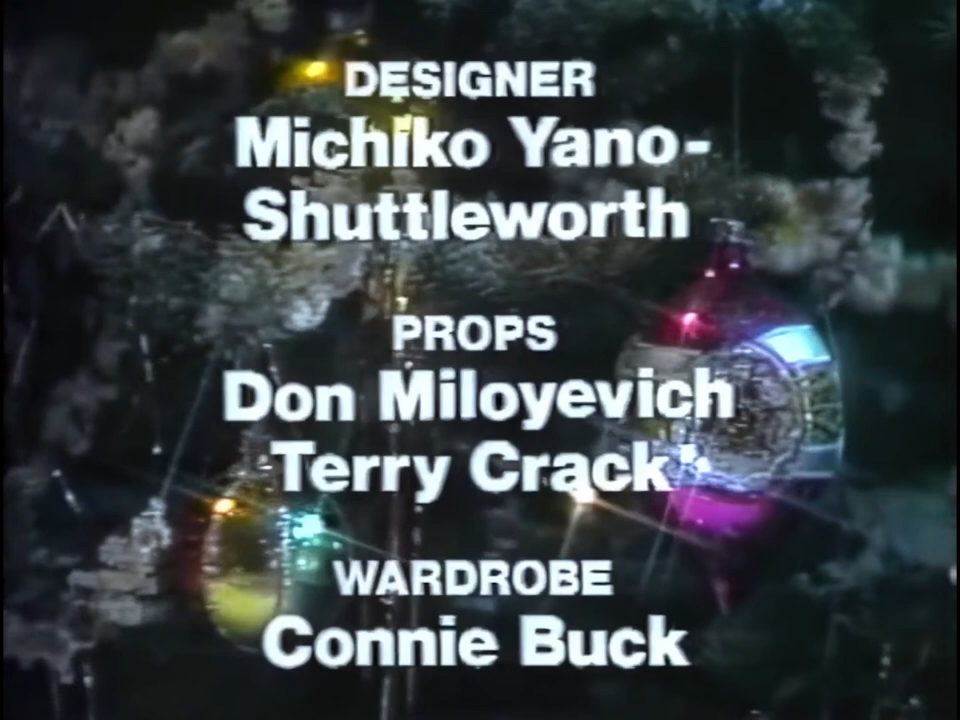 DESIGNER
Michiko Yano-
Shuttleworth
PROPS
Don Miloyevich
Terry Crack
WARDROBE
Connie Buck